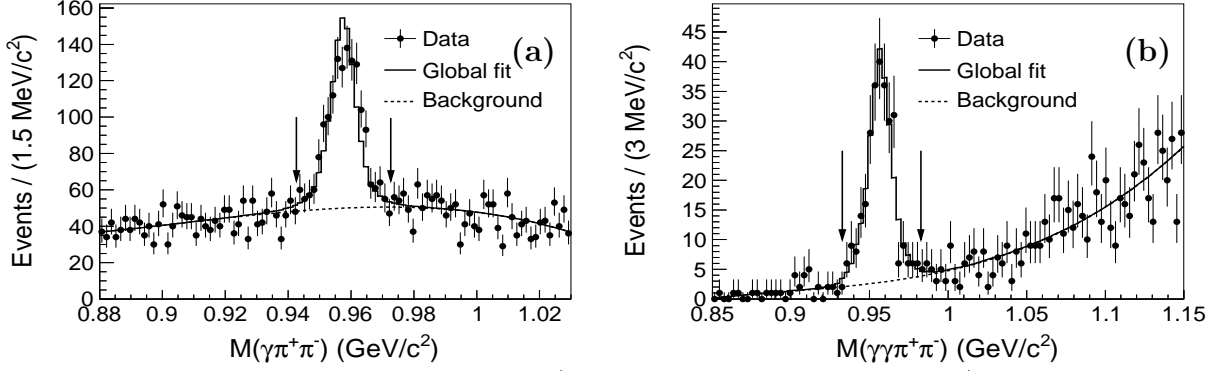 Events / (1.5 MeV/c²)
160
140
120
100
80
60
40
20
0
(a)
Data
Global fit
Background
0.88 0.9 0.92 0.94 0.96 0.98 1 1.02
M(γπ⁺π⁻) (GeV/c²)
Events / (3 MeV/c²)
45
40
35
30
25
20
15
10
5
0
(b)
Data
Global fit
Background
0.85 0.9 0.95 1 1.05 1.1 1.15
M(γγπ⁺π⁻) (GeV/c²)